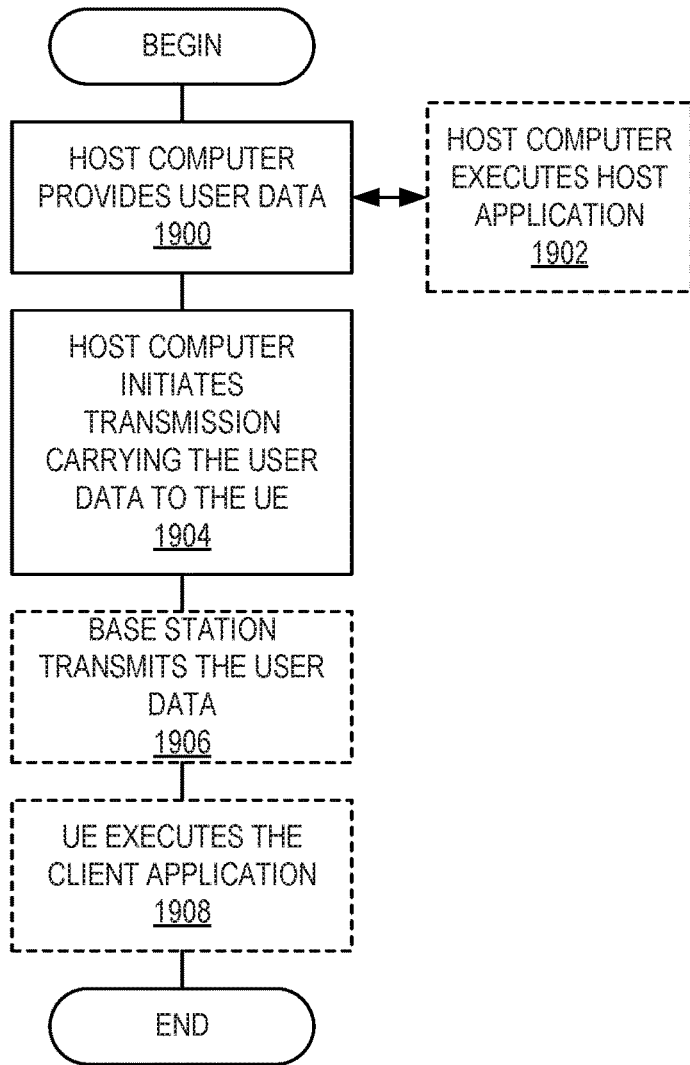 BEGIN
HOST COMPUTER
PROVIDES USER DATA
1900
HOST COMPUTER
EXECUTES HOST
APPLICATION
1902
HOST COMPUTER
INITIATES
TRANSMISSION
CARRYING THE USER
DATA TO THE UE
1904
BASE STATION
TRANSMITS THE USER
DATA
1906
UE EXECUTES THE
CLIENT APPLICATION
1908
END